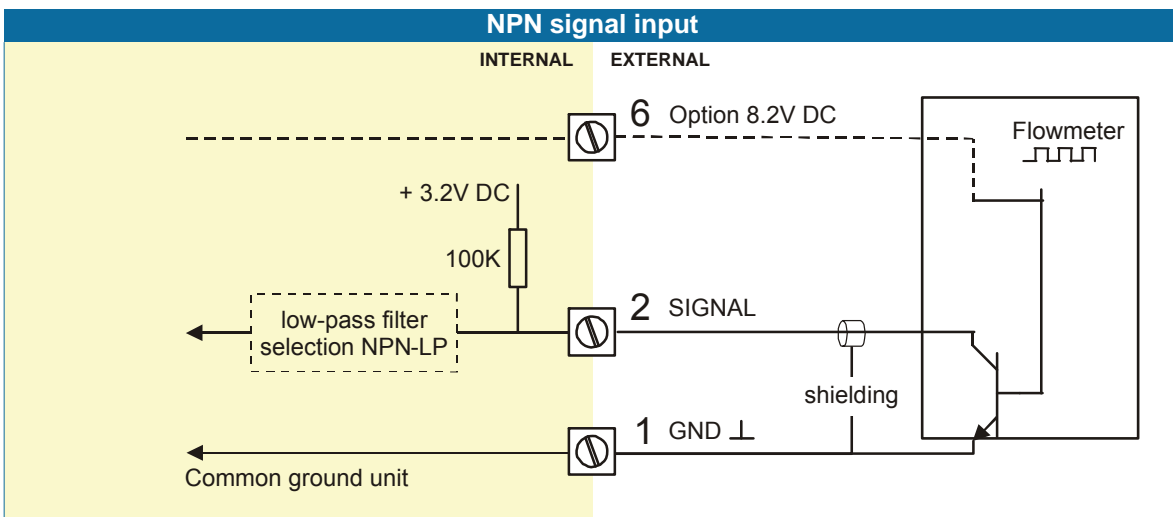 NPN signal input
INTERNAL EXTERNAL
6 Option 8.2V DC
Flowmeter
+ 3.2V DC
100K
2 SIGNAL
low-pass filter
selection NPN-LP
shielding
1 GND
Common ground unit